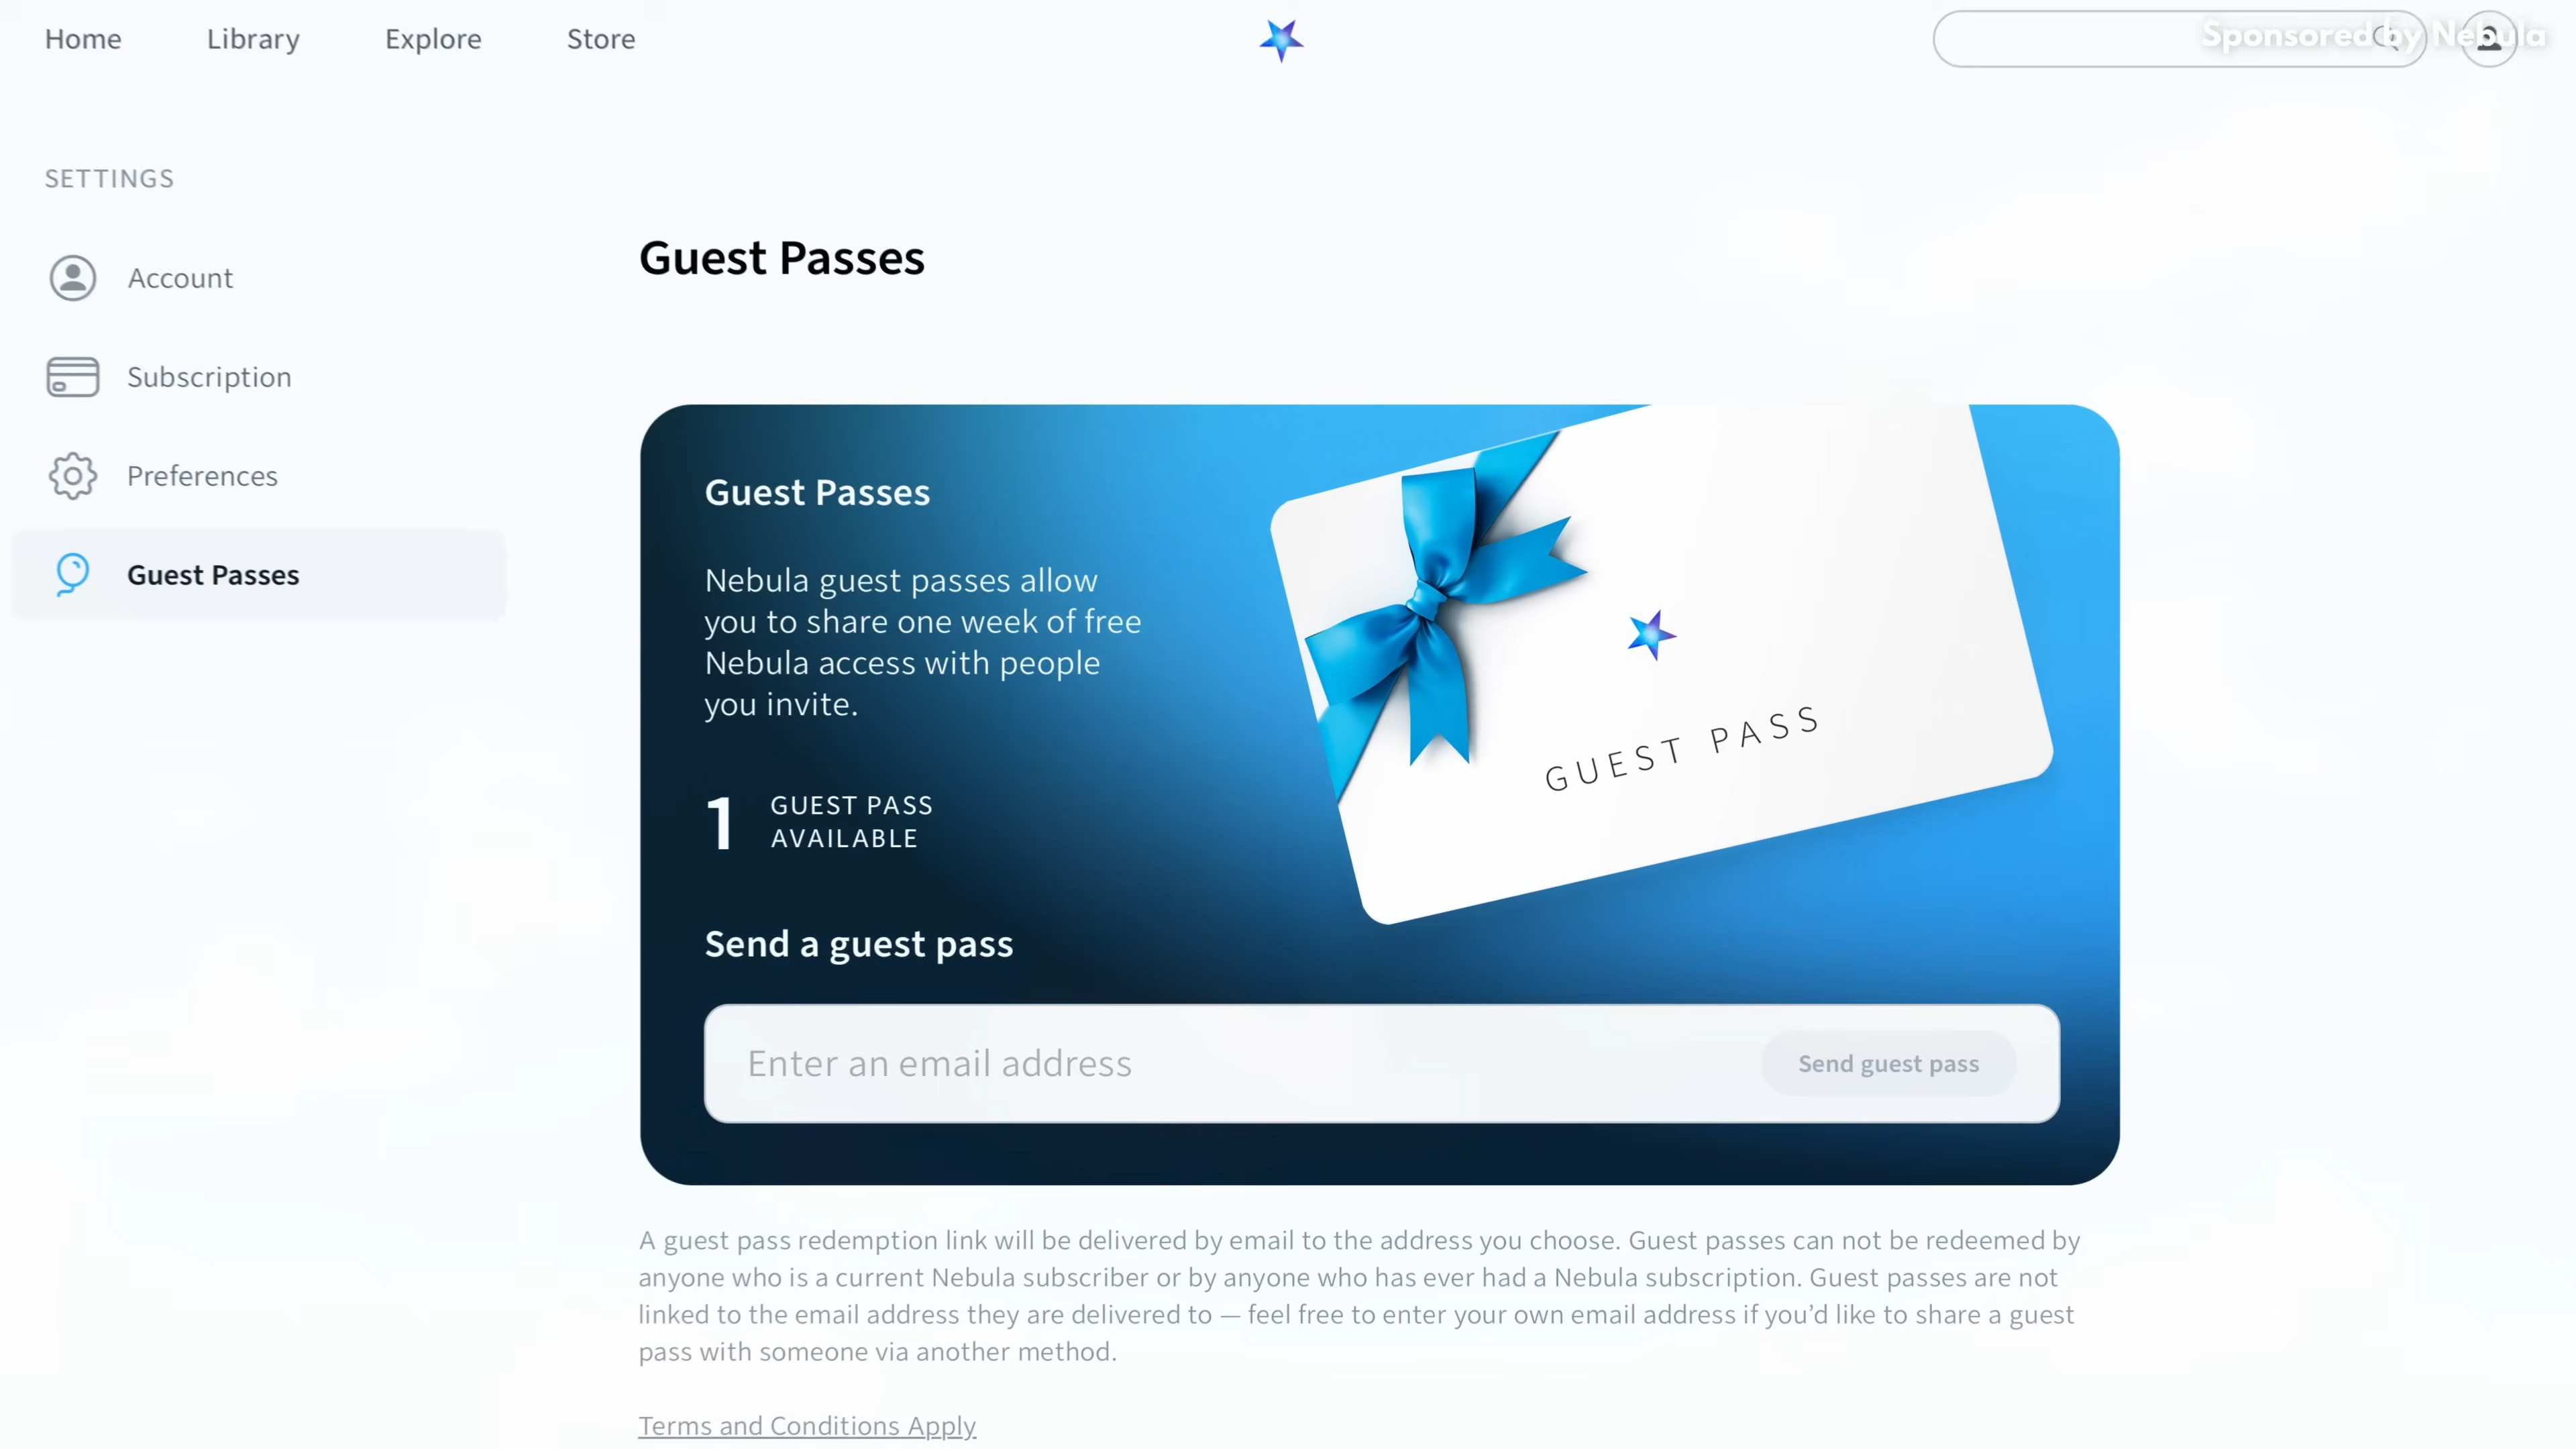 Home
Library
Explore
Store
Sponsored by Nebula
SETTINGS
Account
Subscription
Preferences
Guest Passes
Guest Passes
Guest Passes
Nebula guest passes allow
you to share one week of free
Nebula access with people
you invite.
1
GUEST PASS
AVAILABLE
GUEST PASS
Send a guest pass
Enter an email address
Send guest pass
A guest pass redemption link will be delivered by email to the address you choose. Guest passes can not be redeemed by
anyone who is a current Nebula subscriber or by anyone who has ever had a Nebula subscription. Guest passes are not
linked to the email address they are delivered to — feel free to enter your own email address if you’d like to share a guest
pass with someone via another method.
Terms and Conditions Apply